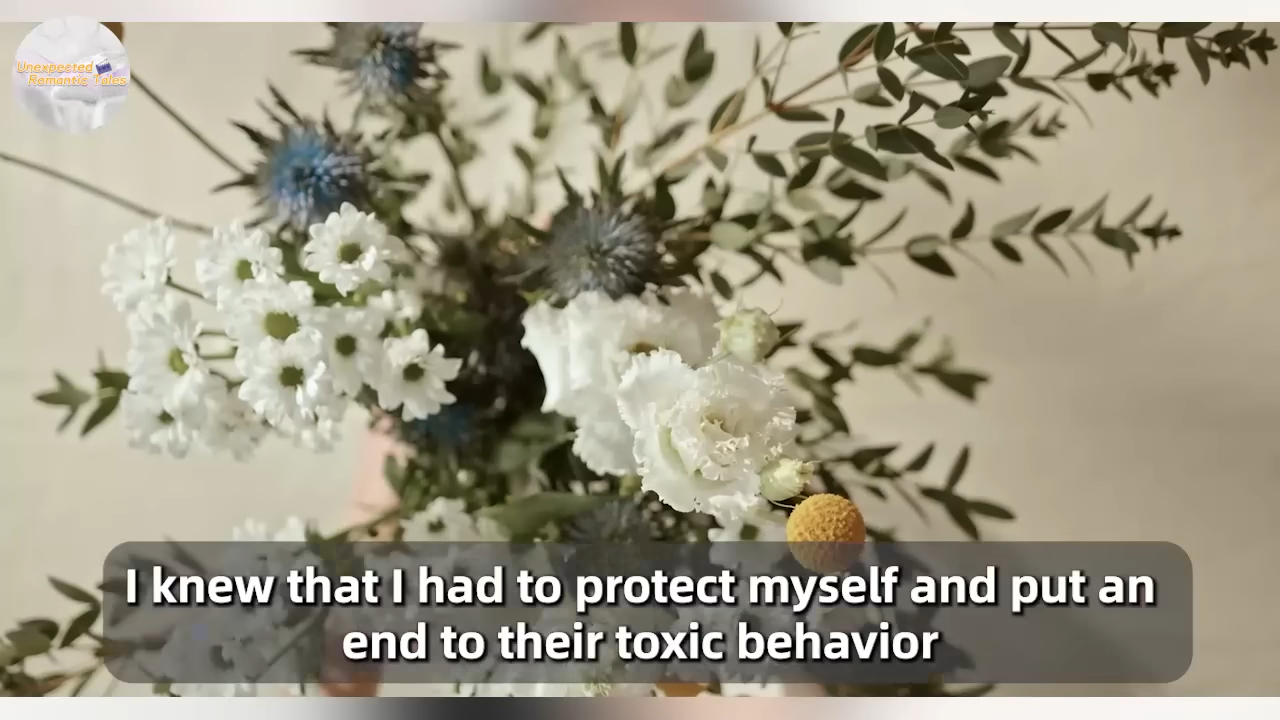 Unexpected
Romantic Tales
I knew that I had to protect myself and put an
end to their toxic behavior